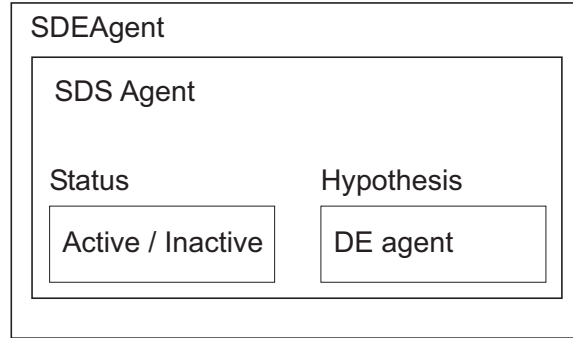 SDEAgent
SDS Agent
Status Hypothesis
Active / Inactive DE agent